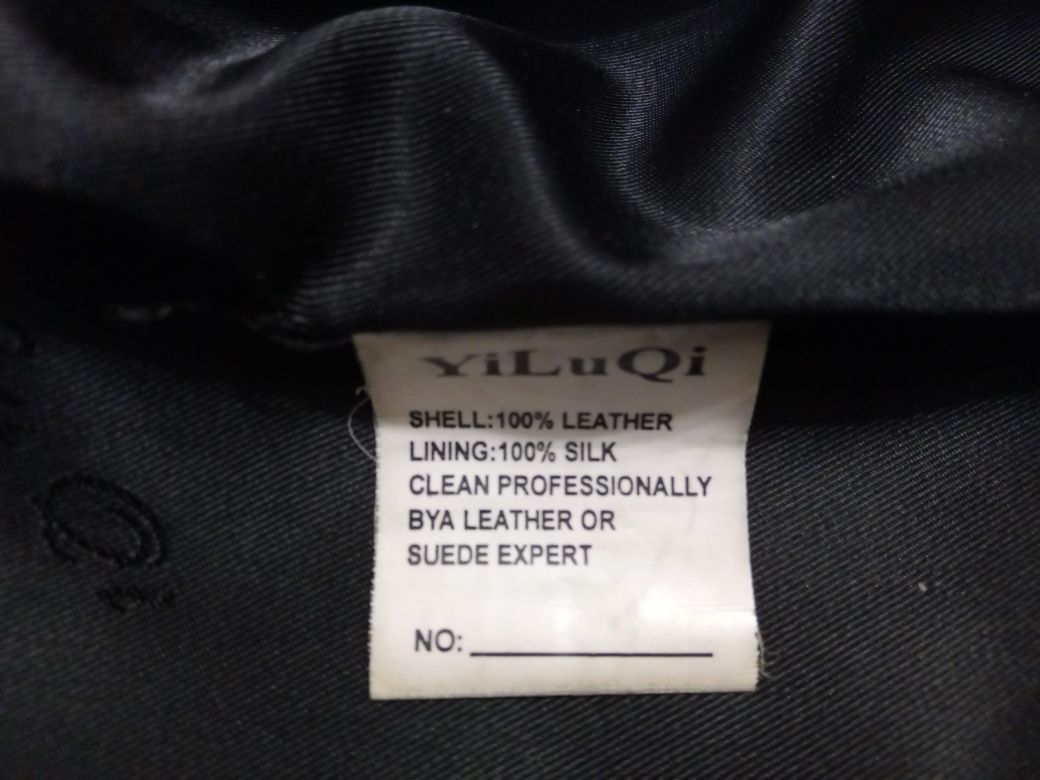 YiLuQi
SHELL:100% LEATHER
LINING:100% SILK
CLEAN PROFESSIONALLY
BYA LEATHER OR
SUEDE EXPERT
NO: